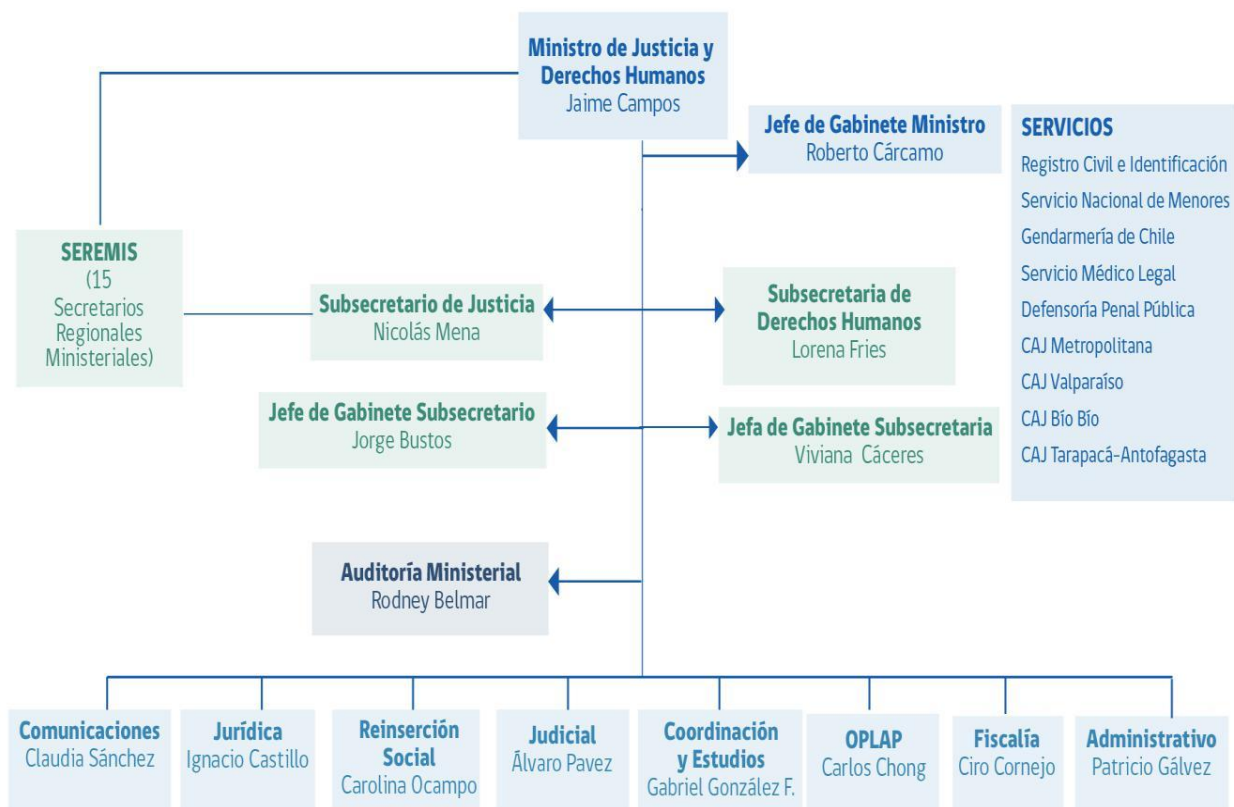 Ministro de Justicia y
Derechos Humanos
Jaime Campos
Jefe de Gabinete Ministro
Roberto Cárcamo
SERVICIOS
Registro Civil e Identificación
Servicio Nacional de Menores
Gendarmería de Chile
Servicio Médico Legal
Defensoría Penal Pública
CAJ Metropolitana
CAJ Valparaíso
CAJ Bío Bío
CAJ Tarapacá-Antofagasta
SEREMIS
(15
Secretarios
Regionales
Ministeriales)
Subsecretario de Justicia
Nicolás Mena
Subsecretaria de
Derechos Humanos
Lorena Fries
Jefe de Gabinete Subsecretario
Jorge Bustos
Jefa de Gabinete Subsecretaria
Viviana Cáceres
Auditoría Ministerial
Rodney Belmar
Comunicaciones
Claudia Sánchez
Jurídica
Ignacio Castillo
Reinserción
Social
Carolina Ocampo
Judicial
Álvaro Pavez
Coordinación
y Estudios
Gabriel González F.
OPLAP
Carlos Chong
Fiscalía
Ciro Cornejo
Administrativo
Patricio Gálvez